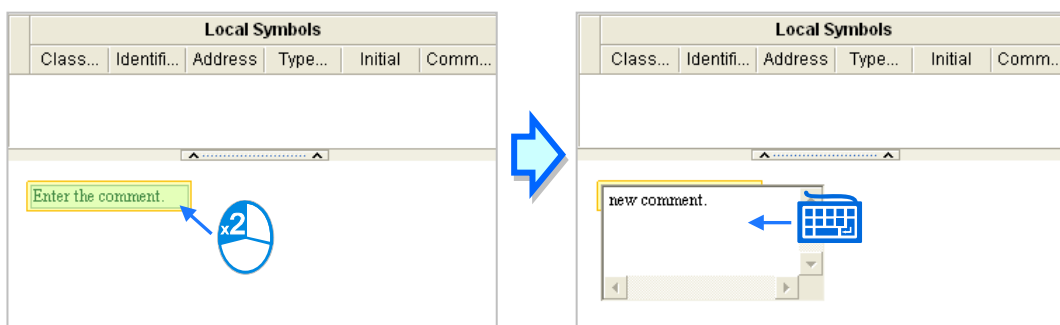 Local Symbols
Class... Identifi... Address Type... Initial Comm...
Enter the comment.
x2
Local Symbols
Class... Identifi... Address Type... Initial Comm...
new comment.